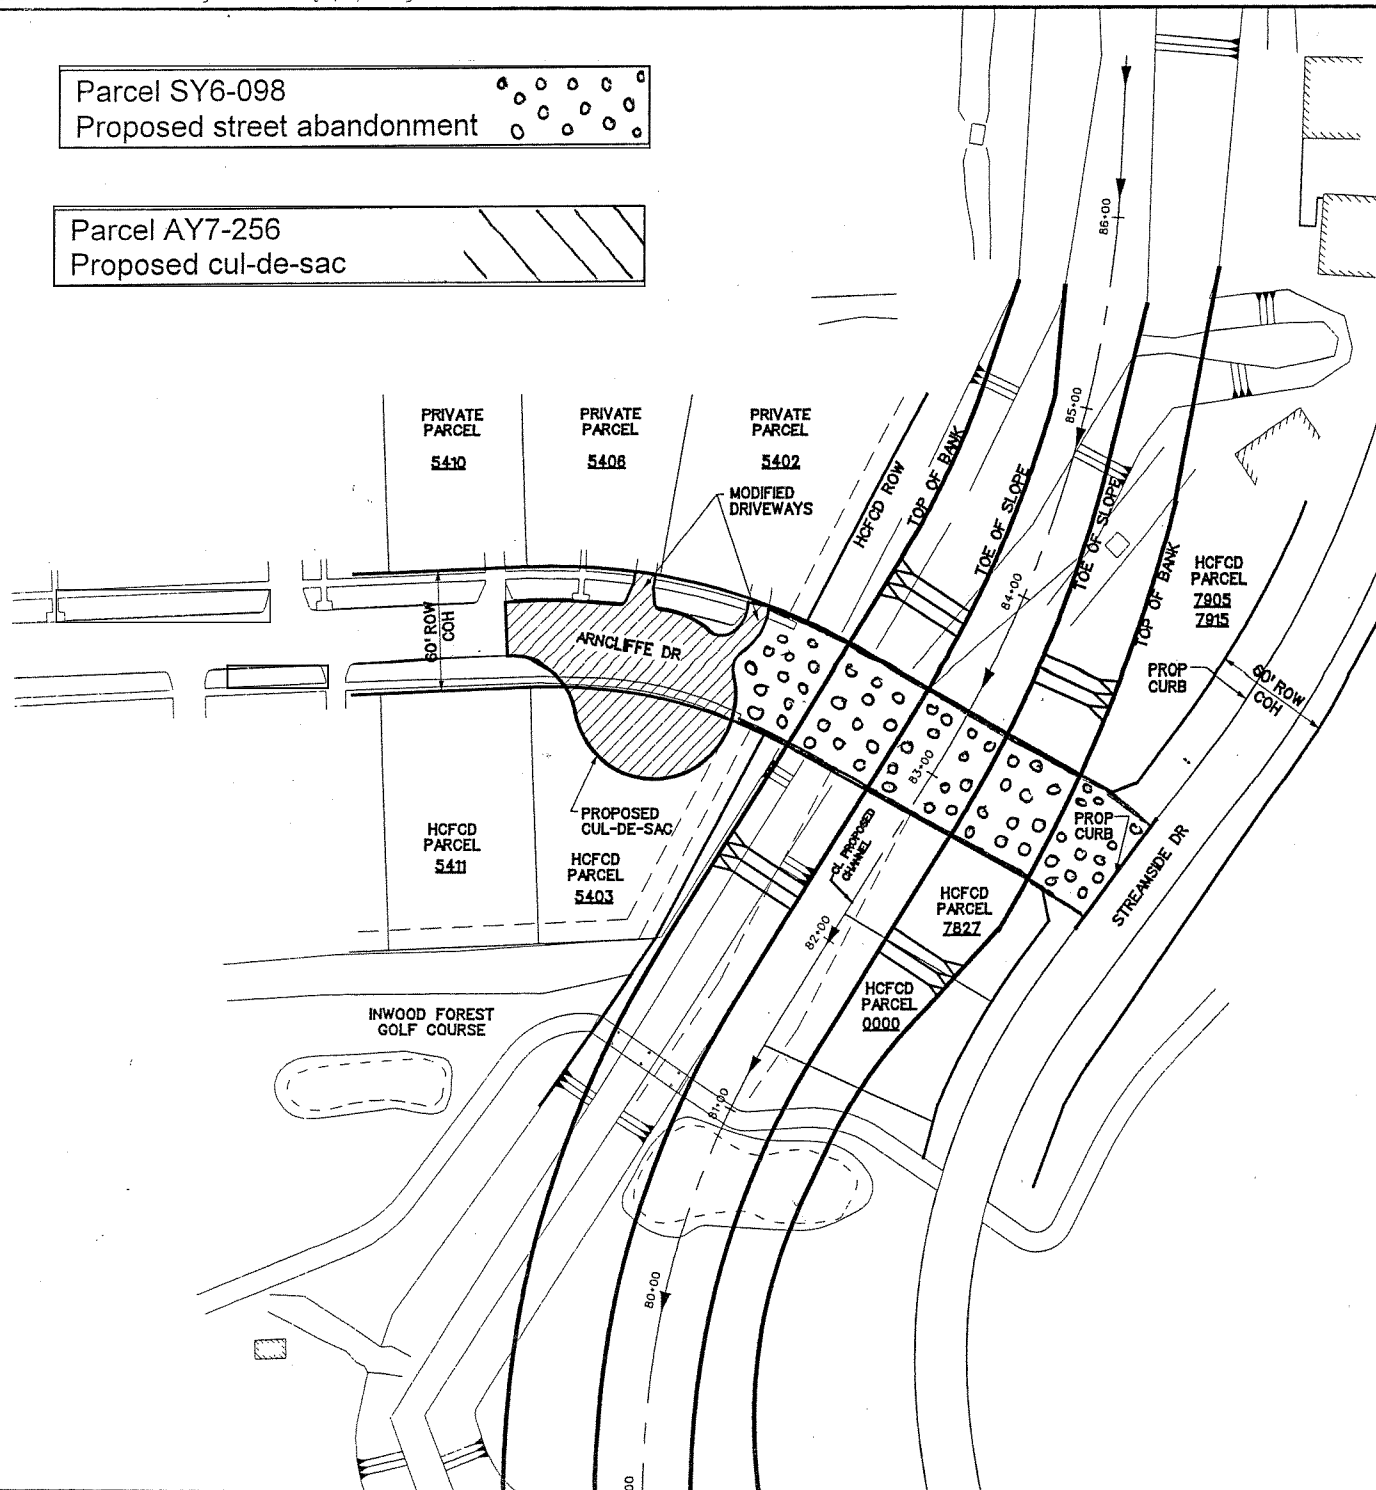 Parcel SY6-098
Proposed street abandonment
Parcel AY7-256
Proposed cul-de-sac
86+00
85+00
PRIVATE
PARCEL
5410
PRIVATE
PARCEL
5406
PRIVATE
PARCEL
5402
MODIFIED
DRIVEWAYS
HCFCD ROW
TOP OF BANK
TOE OF SLOPE
TOE OF SLOPE
TOP OF BANK
84+00
HCFCD
PARCEL
7905
7915
60' ROW
COH
ARNCLIFFE DR
PROP
CURB
60' ROW
COH
83+00
PROPOSED
CUL-DE-SAC
PROP
CURB
STREAMSIDE DR
CL PROPOSED
CHANNEL
HCFCD
PARCEL
5411
HCFCD
PARCEL
5403
HCFCD
PARCEL
7827
82+00
HCFCD
PARCEL
0000
INWOOD FOREST
GOLF COURSE
81+00
80+00